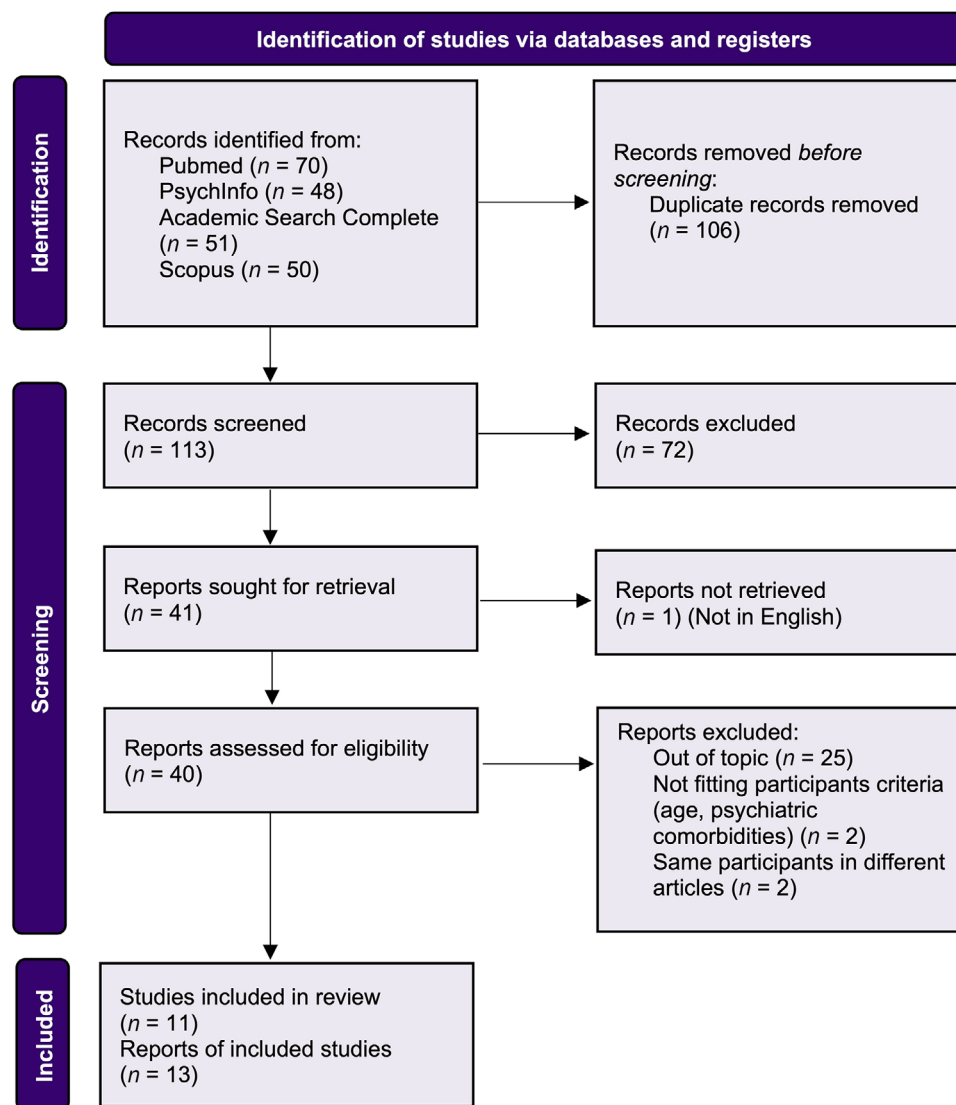 Identification of studies via databases and registers
Identification
Records identified from:
Pubmed (n = 70)
PsychInfo (n = 48)
Academic Search Complete
(n = 51)
Scopus (n = 50)
Records removed before
screening:
Duplicate records removed
(n = 106)
Screening
Records screened
(n = 113)
Records excluded
(n = 72)
Reports sought for retrieval
(n = 41)
Reports not retrieved
(n = 1) (Not in English)
Reports assessed for eligibility
(n = 40)
Reports excluded:
Out of topic (n = 25)
Not fitting participants criteria
(age, psychiatric
comorbidities) (n = 2)
Same participants in different
articles (n = 2)
Included
Studies included in review
(n = 11)
Reports of included studies
(n = 13)